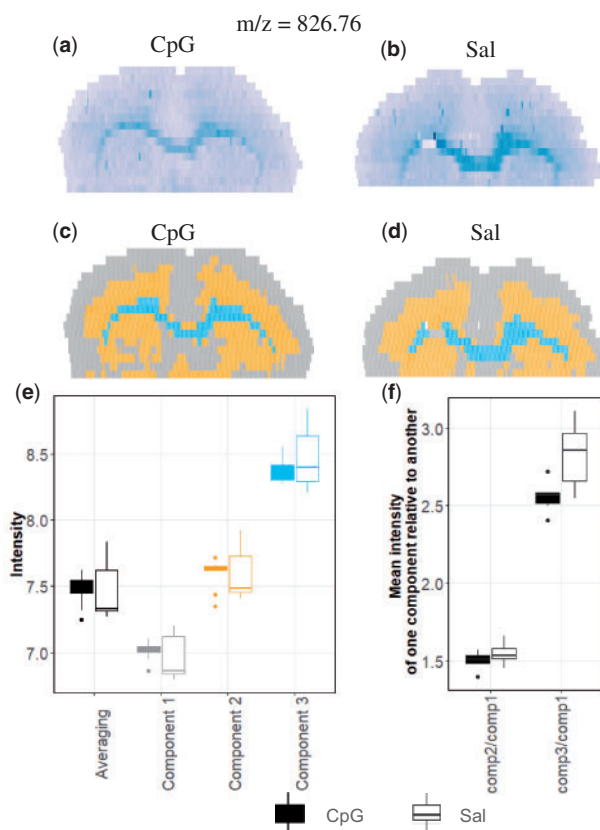 m/z = 826.76
(a) CpG
(b) Sal
(c) CpG
(d) Sal
(e)
Intensity
8.5
8.0
7.5
7.0
Averaging
Component 1
Component 2
Component 3
(f)
Mean intensity
of one component relative to another
3.0
2.5
2.0
1.5
comp2/comp1
comp3/comp1
CpG
Sal